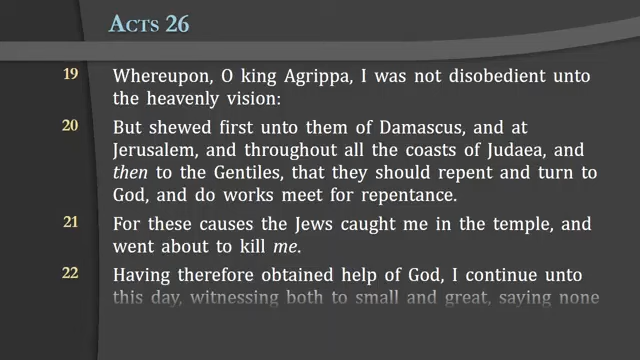 Acts 26
19 Whereupon, O king Agrippa, I was not disobedient unto
the heavenly vision:
20 But shewed first unto them of Damascus, and at
Jerusalem, and throughout all the coasts of Judaea, and
then to the Gentiles, that they should repent and turn to
God, and do works meet for repentance.
21 For these causes the Jews caught me in the temple, and
went about to kill me.
22 Having therefore obtained help of God, I continue unto
this day, witnessing both to small and great, saying none